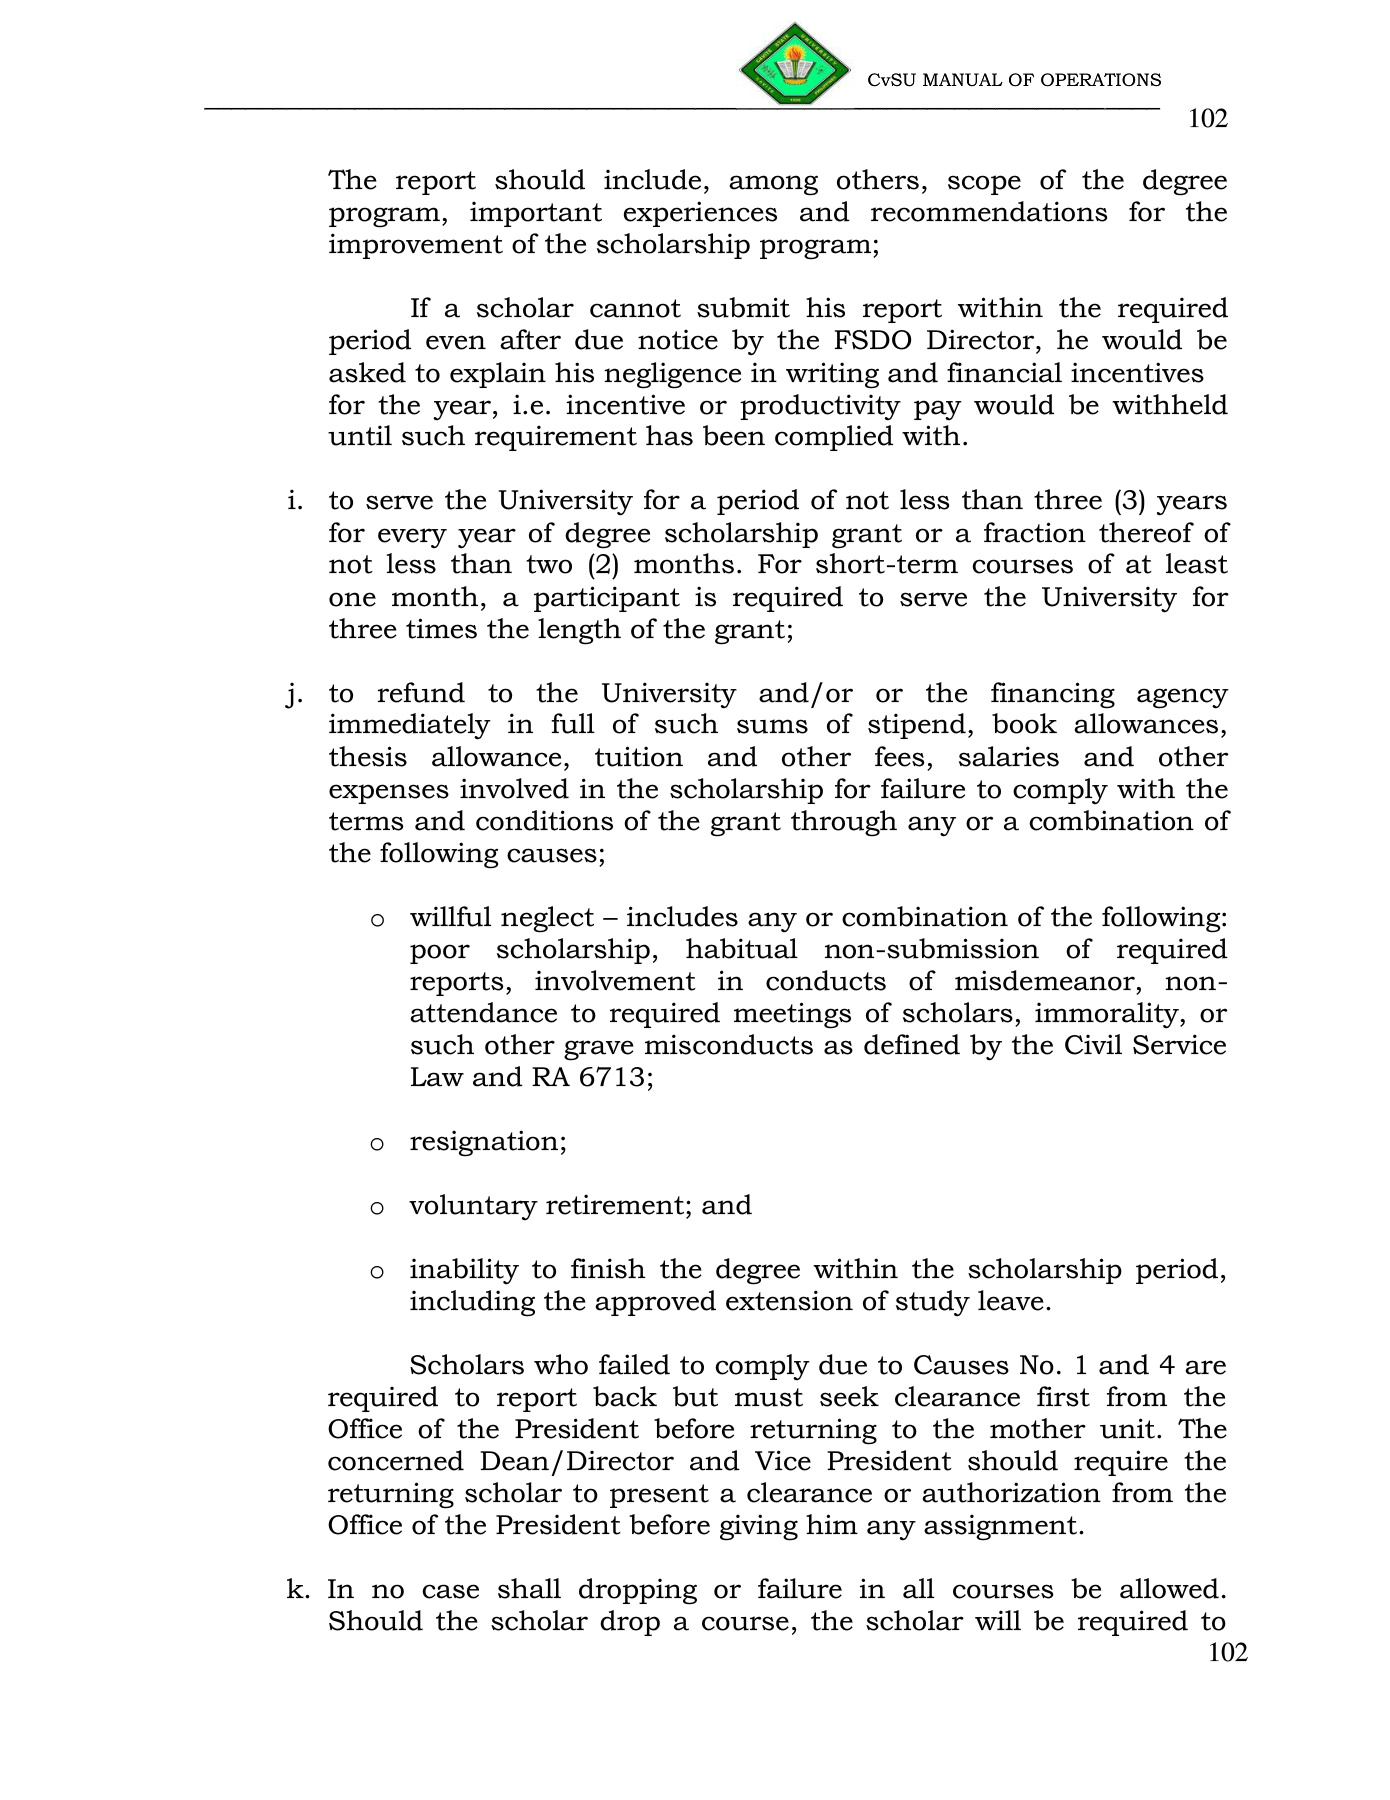 CvSU MANUAL OF OPERATIONS
102
The report should include, among others, scope of the degree
program, important experiences and recommendations for the
improvement of the scholarship program;
If a scholar cannot submit his report within the required
period even after due notice by the FSDO Director, he would be
asked to explain his negligence in writing and financial incentives
for the year, i.e. incentive or productivity pay would be withheld
until such requirement has been complied with.
i. to serve the University for a period of not less than three (3) years
for every year of degree scholarship grant or a fraction thereof of
not less than two (2) months. For short-term courses of at least
one month, a participant is required to serve the University for
three times the length of the grant;
j. to refund to the University and/or or the financing agency
immediately in full of such sums of stipend, book allowances,
thesis allowance, tuition and other fees, salaries and other
expenses involved in the scholarship for failure to comply with the
terms and conditions of the grant through any or a combination of
the following causes;
o willful neglect – includes any or combination of the following:
poor scholarship, habitual non-submission of required
reports, involvement in conducts of misdemeanor, non-
attendance to required meetings of scholars, immorality, or
such other grave misconducts as defined by the Civil Service
Law and RA 6713;
o resignation;
o voluntary retirement; and
o inability to finish the degree within the scholarship period,
including the approved extension of study leave.
Scholars who failed to comply due to Causes No. 1 and 4 are
required to report back but must seek clearance first from the
Office of the President before returning to the mother unit. The
concerned Dean/Director and Vice President should require the
returning scholar to present a clearance or authorization from the
Office of the President before giving him any assignment.
k. In no case shall dropping or failure in all courses be allowed.
Should the scholar drop a course, the scholar will be required to
102